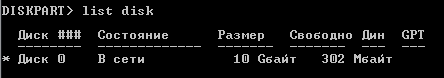 DISKPART> list disk
Диск ### Состояние Размер Свободно Дин GPT
-------- ------------- ------- ------- --- ---
* Диск 0 В сети 10 Gбайт 302 Mбайт